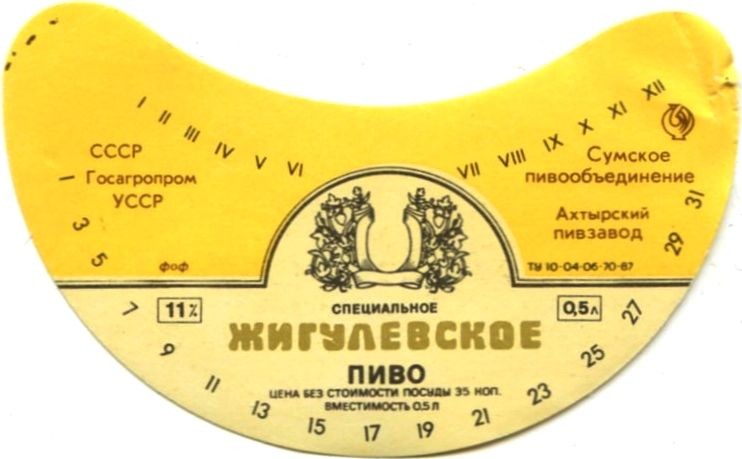 I II III IV V VI VII VIII IX X XI XII
СССР
Госагропром
УССР
Сумское
пивообъединение
Ахтырский
пивзавод
фоф
ТУ 10-04-06-70-87
11%
0,5л
СПЕЦИАЛЬНОЕ
ЖИГУЛЕВСКОЕ
ПИВО
ЦЕНА БЕЗ СТОИМОСТИ ПОСУДЫ 35 КОП.
ВМЕСТИМОСТЬ 0,5 Л
1 3 5 7 9 11 13 15 17 19 21 23 25 27 29 31